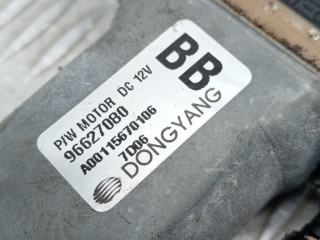 P/W MOTOR DC 12V
96627080
A00115670106
7D06
BB
DONGYANG